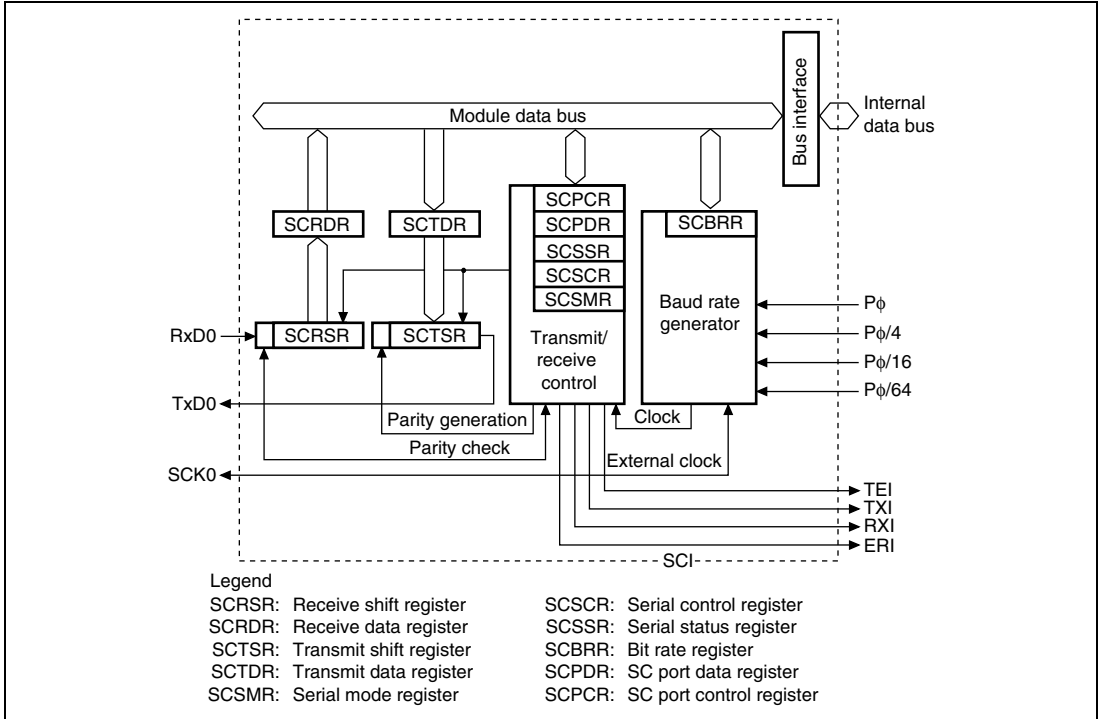 Module data bus
Bus interface
Internal
data bus
SCRDR
SCTDR
SCPCR
SCPDR
SCSSR
SCSCR
SCSMR
Transmit/
receive
control
SCBRR
Baud rate
generator
Pφ
Pφ/4
Pφ/16
Pφ/64
RxD0
SCRSR
SCTSR
TxD0
Parity generation
Clock
Parity check
External clock
SCK0
TEI
TXI
RXI
ERI
SCI
Legend
SCRSR: Receive shift register
SCRDR: Receive data register
SCTSR: Transmit shift register
SCTDR: Transmit data register
SCSMR: Serial mode register
SCSCR: Serial control register
SCSSR: Serial status register
SCBRR: Bit rate register
SCPDR: SC port data register
SCPCR: SC port control register